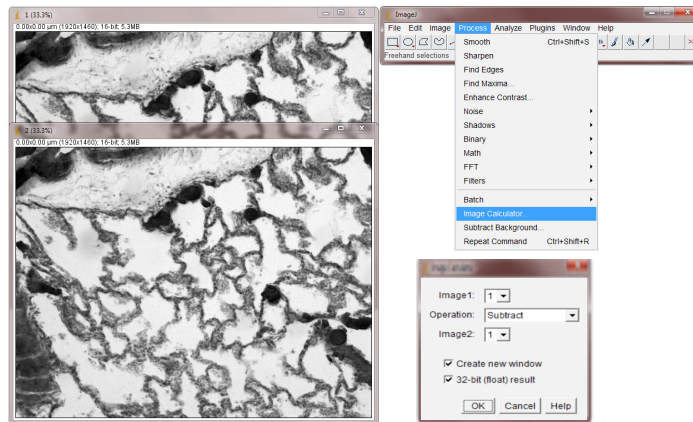 1 (33.3%)
0.00x0.00 µm (1920x1460); 16-bit; 5.3MB
2 (33.3%)
0.00x0.00 µm (1920x1460); 16-bit; 5.3MB
ImageJ
File Edit Image Process Analyze Plugins Window Help
Freehand selections
Smooth Ctrl+Shift+S
Sharpen
Find Edges
Find Maxima...
Enhance Contrast...
Noise
Shadows
Binary
Math
FFT
Filters
Batch
Image Calculator...
Subtract Background...
Repeat Command Ctrl+Shift+R
Image1: 1
Operation: Subtract
Image2: 1
Create new window
32-bit (float) result
OK Cancel Help